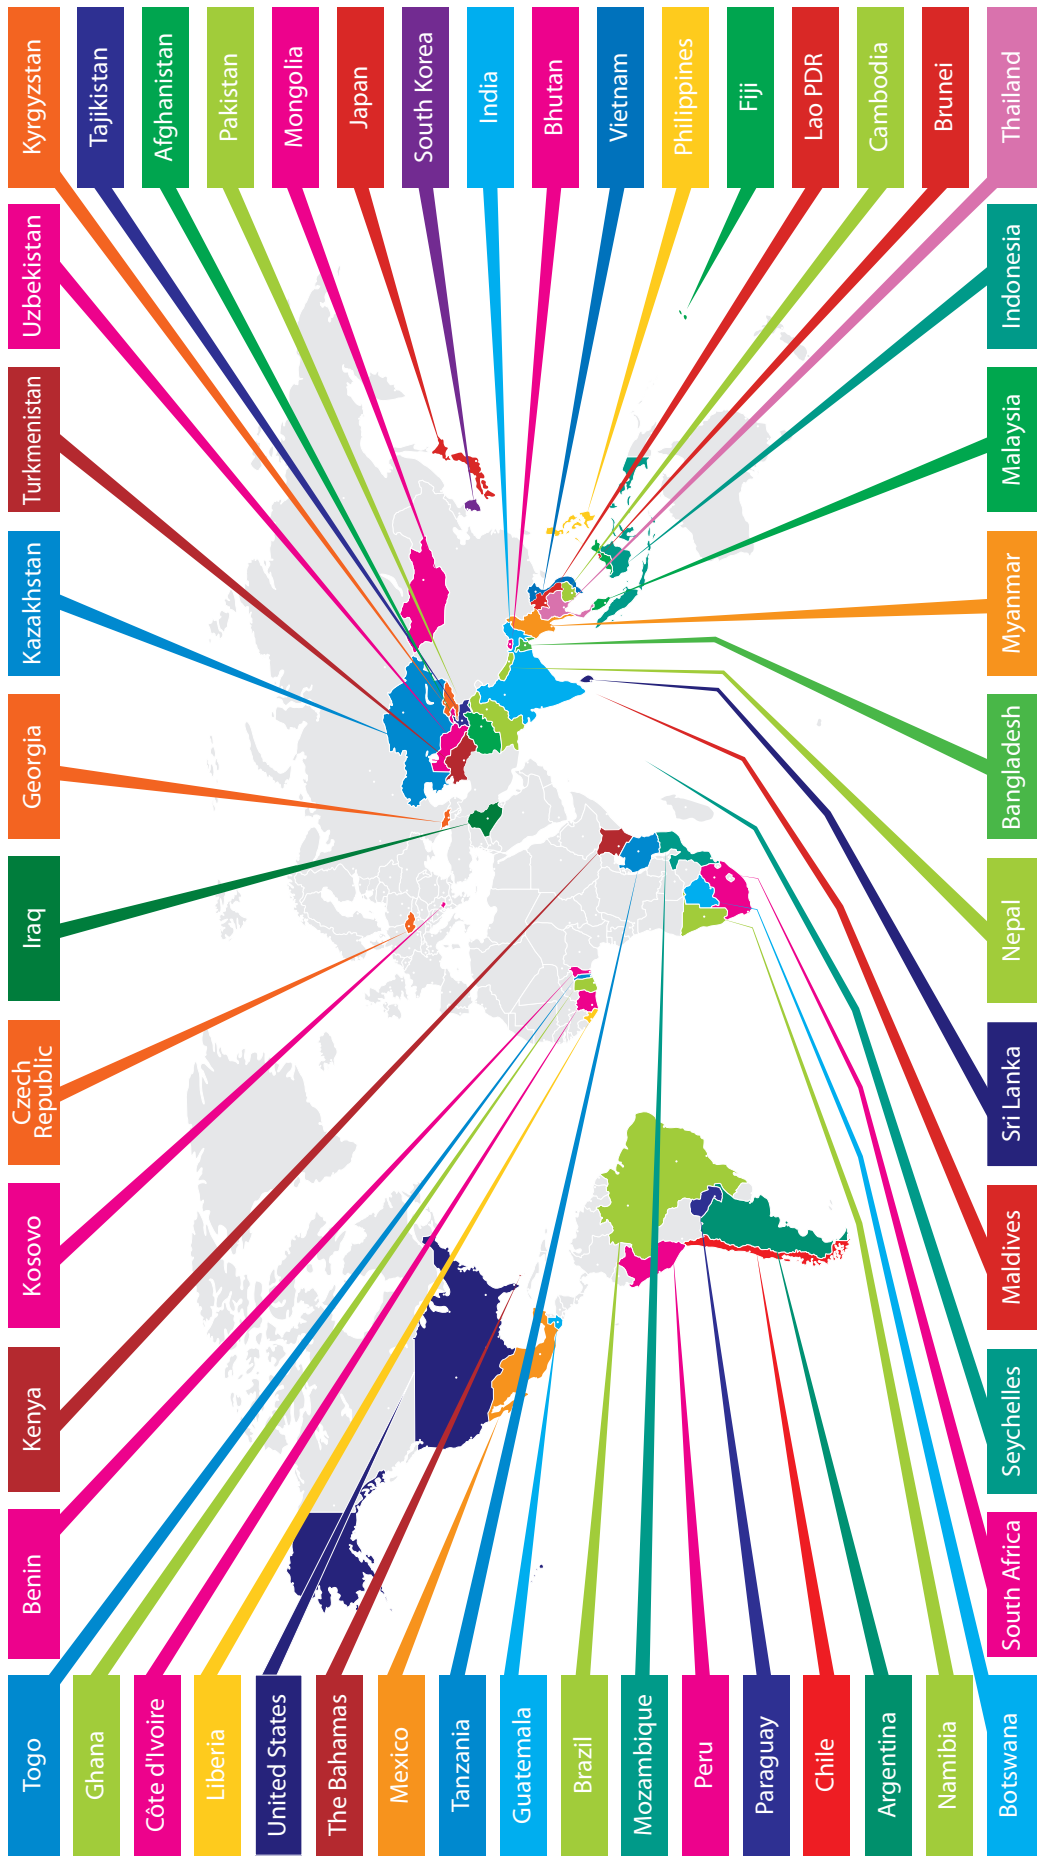 Togo
Benin
Kenya
Kosovo
Czech
Republic
Iraq
Georgia
Kazakhstan
Turkmenistan
Uzbekistan
Kyrgyzstan
Tajikistan
Afghanistan
Pakistan
Mongolia
Japan
South Korea
India
Bhutan
Vietnam
Philippines
Fiji
Lao PDR
Cambodia
Brunei
Thailand
Indonesia
Malaysia
Myanmar
Bangladesh
Nepal
Sri Lanka
Maldives
Seychelles
South Africa
Botswana
Namibia
Argentina
Chile
Paraguay
Peru
Mozambique
Brazil
Guatemala
Tanzania
Mexico
The Bahamas
United States
Liberia
Côte d'Ivoire
Ghana